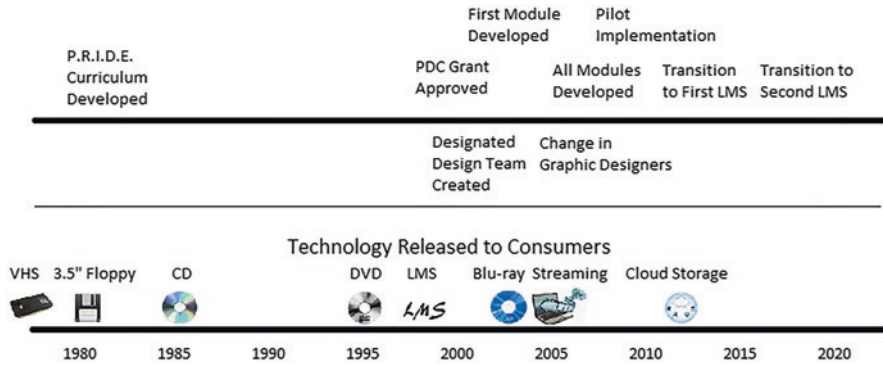 First Module
Developed
Pilot
Implementation
P.R.I.D.E.
Curriculum
Developed
PDC Grant
Approved
All Modules
Developed
Transition
to First LMS
Transition to
Second LMS
Designated
Design Team
Created
Change in
Graphic Designers
Technology Released to Consumers
VHS 3.5" Floppy CD DVD LMS Blu-ray Streaming Cloud Storage
LMS
1980 1985 1990 1995 2000 2005 2010 2015 2020